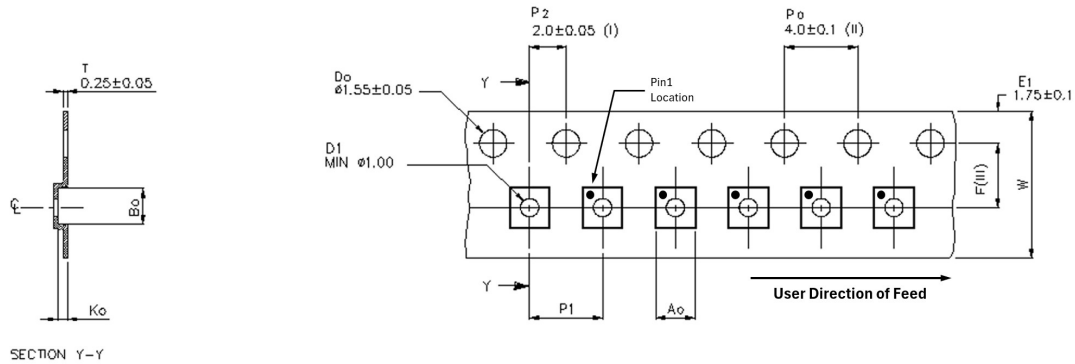 P2
2.0±0.05 (I)
Po
4.0±0.1 (II)
T
0.25±0.05
Y
Do
ø1.55±0.05
Pin1
Location
E1
1.75±0.1
D1
MIN ø1.00
F(III)
W
℄
Bo
Y
P1
Ao
User Direction of Feed
Ko
SECTION Y-Y